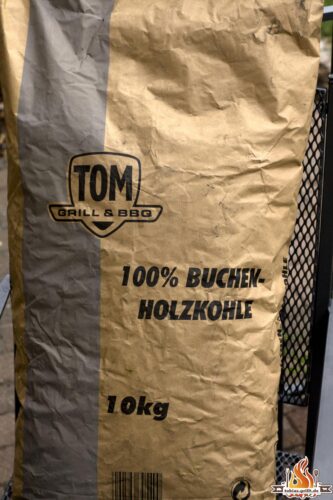 TOM
GRILL & BBQ
100% BUCHEN-
HOLZKOHLE
10kg